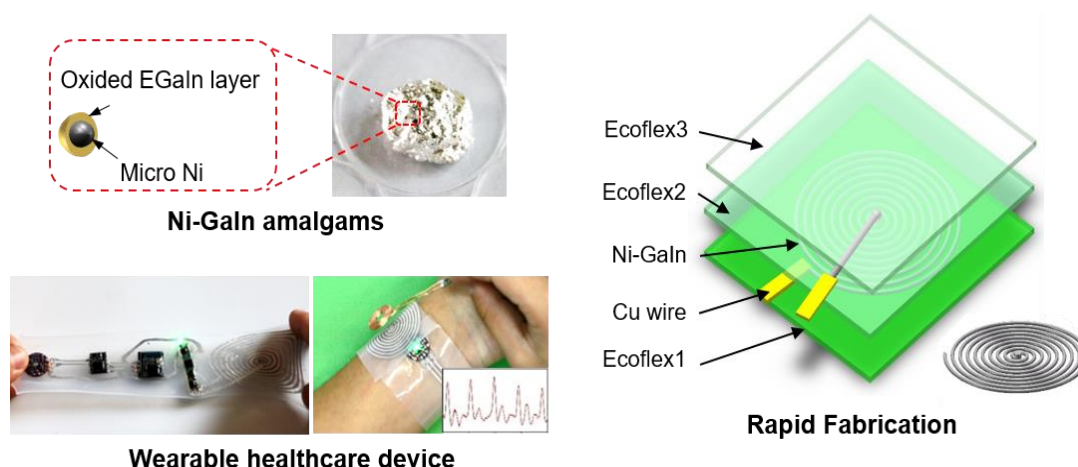 Oxided EGaIn layer
Micro Ni
Ni-GaIn amalgams
Wearable healthcare device
Ecoflex3
Ecoflex2
Ni-GaIn
Cu wire
Ecoflex1
Rapid Fabrication